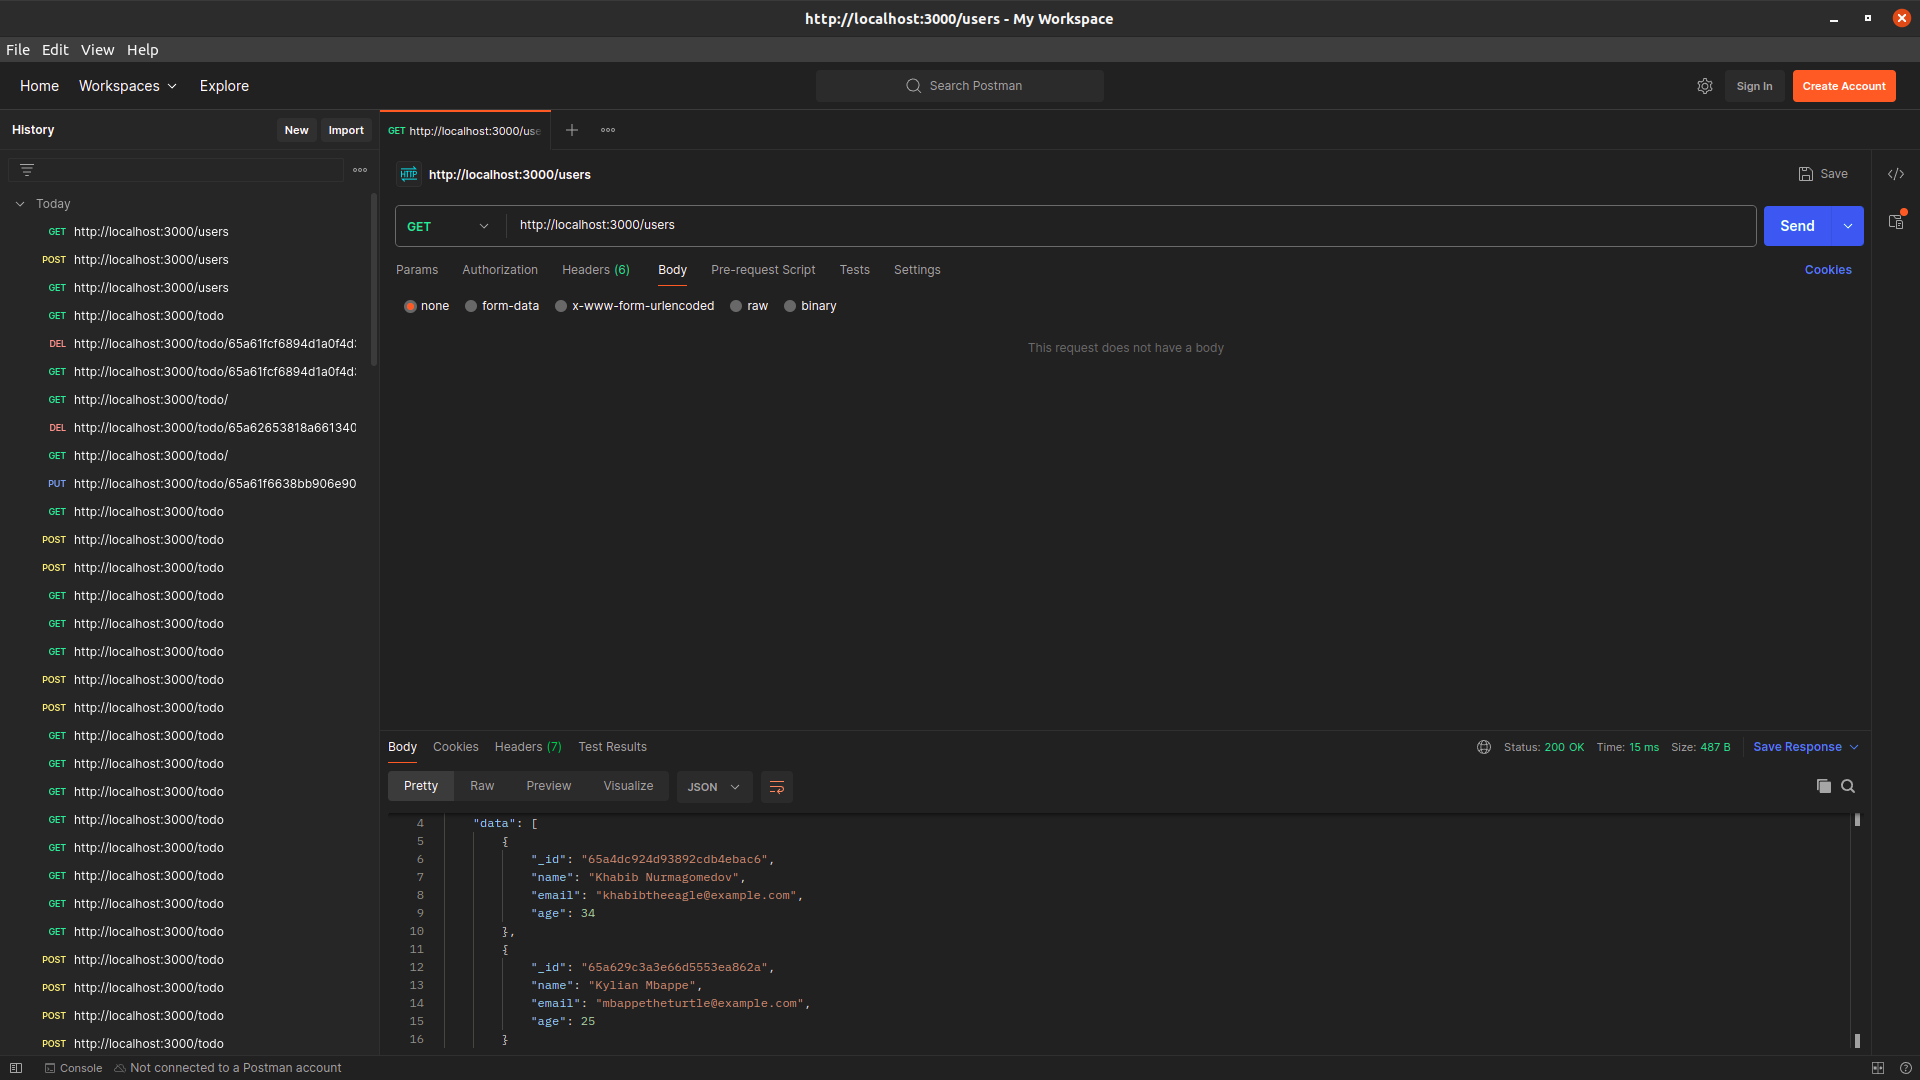 http://localhost:3000/users - My Workspace
File Edit View Help
Home Workspaces Explore
Search Postman
Sign In Create Account
History New Import
GET http://localhost:3000/use
HTTP http://localhost:3000/users
Save
Today
GET http://localhost:3000/users
POST http://localhost:3000/users
GET http://localhost:3000/users
GET http://localhost:3000/todo
DEL http://localhost:3000/todo/65a61fcf6894d1a0f4d
GET http://localhost:3000/todo/65a61fcf6894d1a0f4d
GET http://localhost:3000/todo/
DEL http://localhost:3000/todo/65a62653818a661340
GET http://localhost:3000/todo/
PUT http://localhost:3000/todo/65a61f6638bb906e90
GET http://localhost:3000/todo
POST http://localhost:3000/todo
POST http://localhost:3000/todo
GET http://localhost:3000/todo
GET http://localhost:3000/todo
GET http://localhost:3000/todo
POST http://localhost:3000/todo
POST http://localhost:3000/todo
GET http://localhost:3000/todo
GET http://localhost:3000/todo
GET http://localhost:3000/todo
GET http://localhost:3000/todo
GET http://localhost:3000/todo
GET http://localhost:3000/todo
GET http://localhost:3000/todo
GET http://localhost:3000/todo
POST http://localhost:3000/todo
POST http://localhost:3000/todo
POST http://localhost:3000/todo
POST http://localhost:3000/todo
GET http://localhost:3000/users
Send
Params Authorization Headers (6) Body Pre-request Script Tests Settings
Cookies
none form-data x-www-form-urlencoded raw binary
This request does not have a body
Body Cookies Headers (7) Test Results
Status: 200 OK Time: 15 ms Size: 487 B Save Response
Pretty Raw Preview Visualize JSON
4 "data": [
5 {
6 "_id": "65a4dc924d93892cdb4ebac6",
7 "name": "Khabib Nurmagomedov",
8 "email": "khabibtheeagle@example.com",
9 "age": 34
10 },
11 {
12 "_id": "65a629c3a3e66d5553ea862a",
13 "name": "Kylian Mbappe",
14 "email": "mbappetheturtle@example.com",
15 "age": 25
16 }
Console Not connected to a Postman account